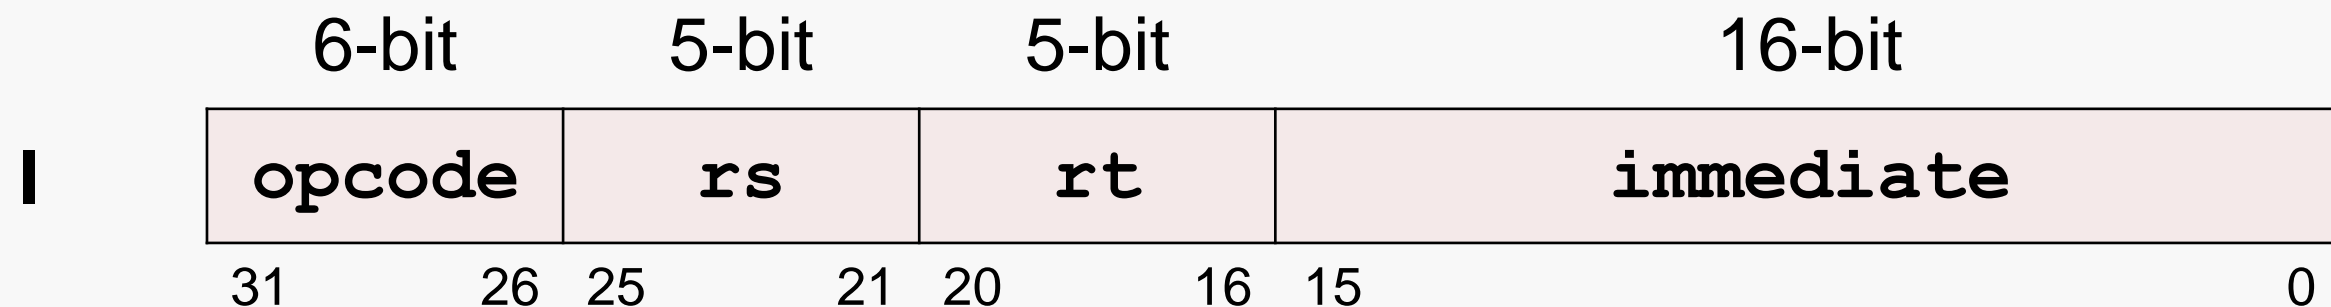 6-bit 5-bit 5-bit 16-bit
I opcode rs rt immediate
31 26 25 21 20 16 15 0